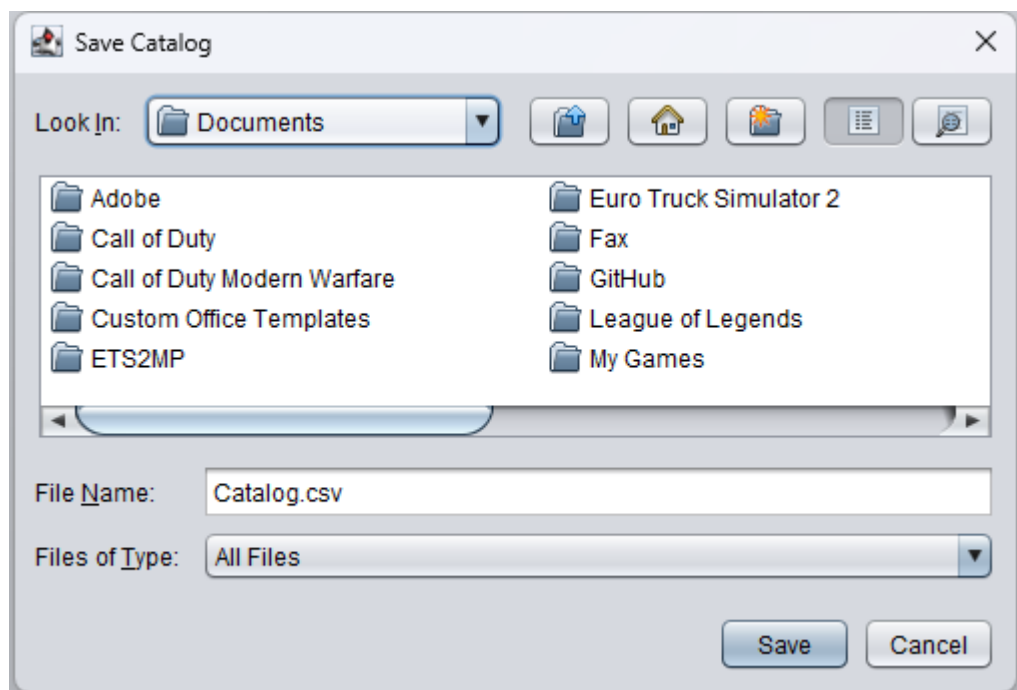 Save Catalog
Look In: Documents
Adobe
Call of Duty
Call of Duty Modern Warfare
Custom Office Templates
ETS2MP
Euro Truck Simulator 2
Fax
GitHub
League of Legends
My Games
File Name: Catalog.csv
Files of Type: All Files
Save Cancel